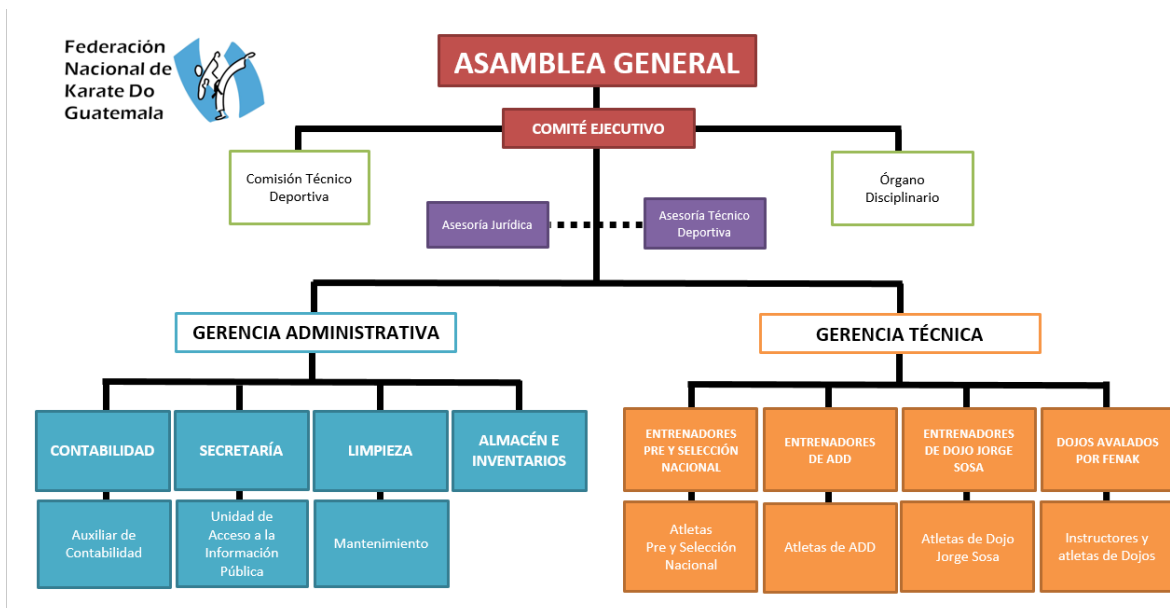 Federación
Nacional de
Karate Do
Guatemala
ASAMBLEA GENERAL
COMITÉ EJECUTIVO
Comisión Técnico
Deportiva
Órgano
Disciplinario
Asesoría Jurídica
Asesoría Técnico
Deportiva
GERENCIA ADMINISTRATIVA
GERENCIA TÉCNICA
CONTABILIDAD
SECRETARÍA
LIMPIEZA
ALMACÉN E
INVENTARIOS
ENTRENADORES
PRE Y SELECCIÓN
NACIONAL
ENTRENADORES
DE ADD
ENTRENADORES
DE DOJO JORGE
SOSA
DOJOS AVALADOS
POR FENAK
Auxiliar de
Contabilidad
Unidad de
Acceso a la
Información
Pública
Mantenimiento
Atletas
Pre y Selección
Nacional
Atletas de ADD
Atletas de Dojo
Jorge Sosa
Instructores y
atletas de Dojos